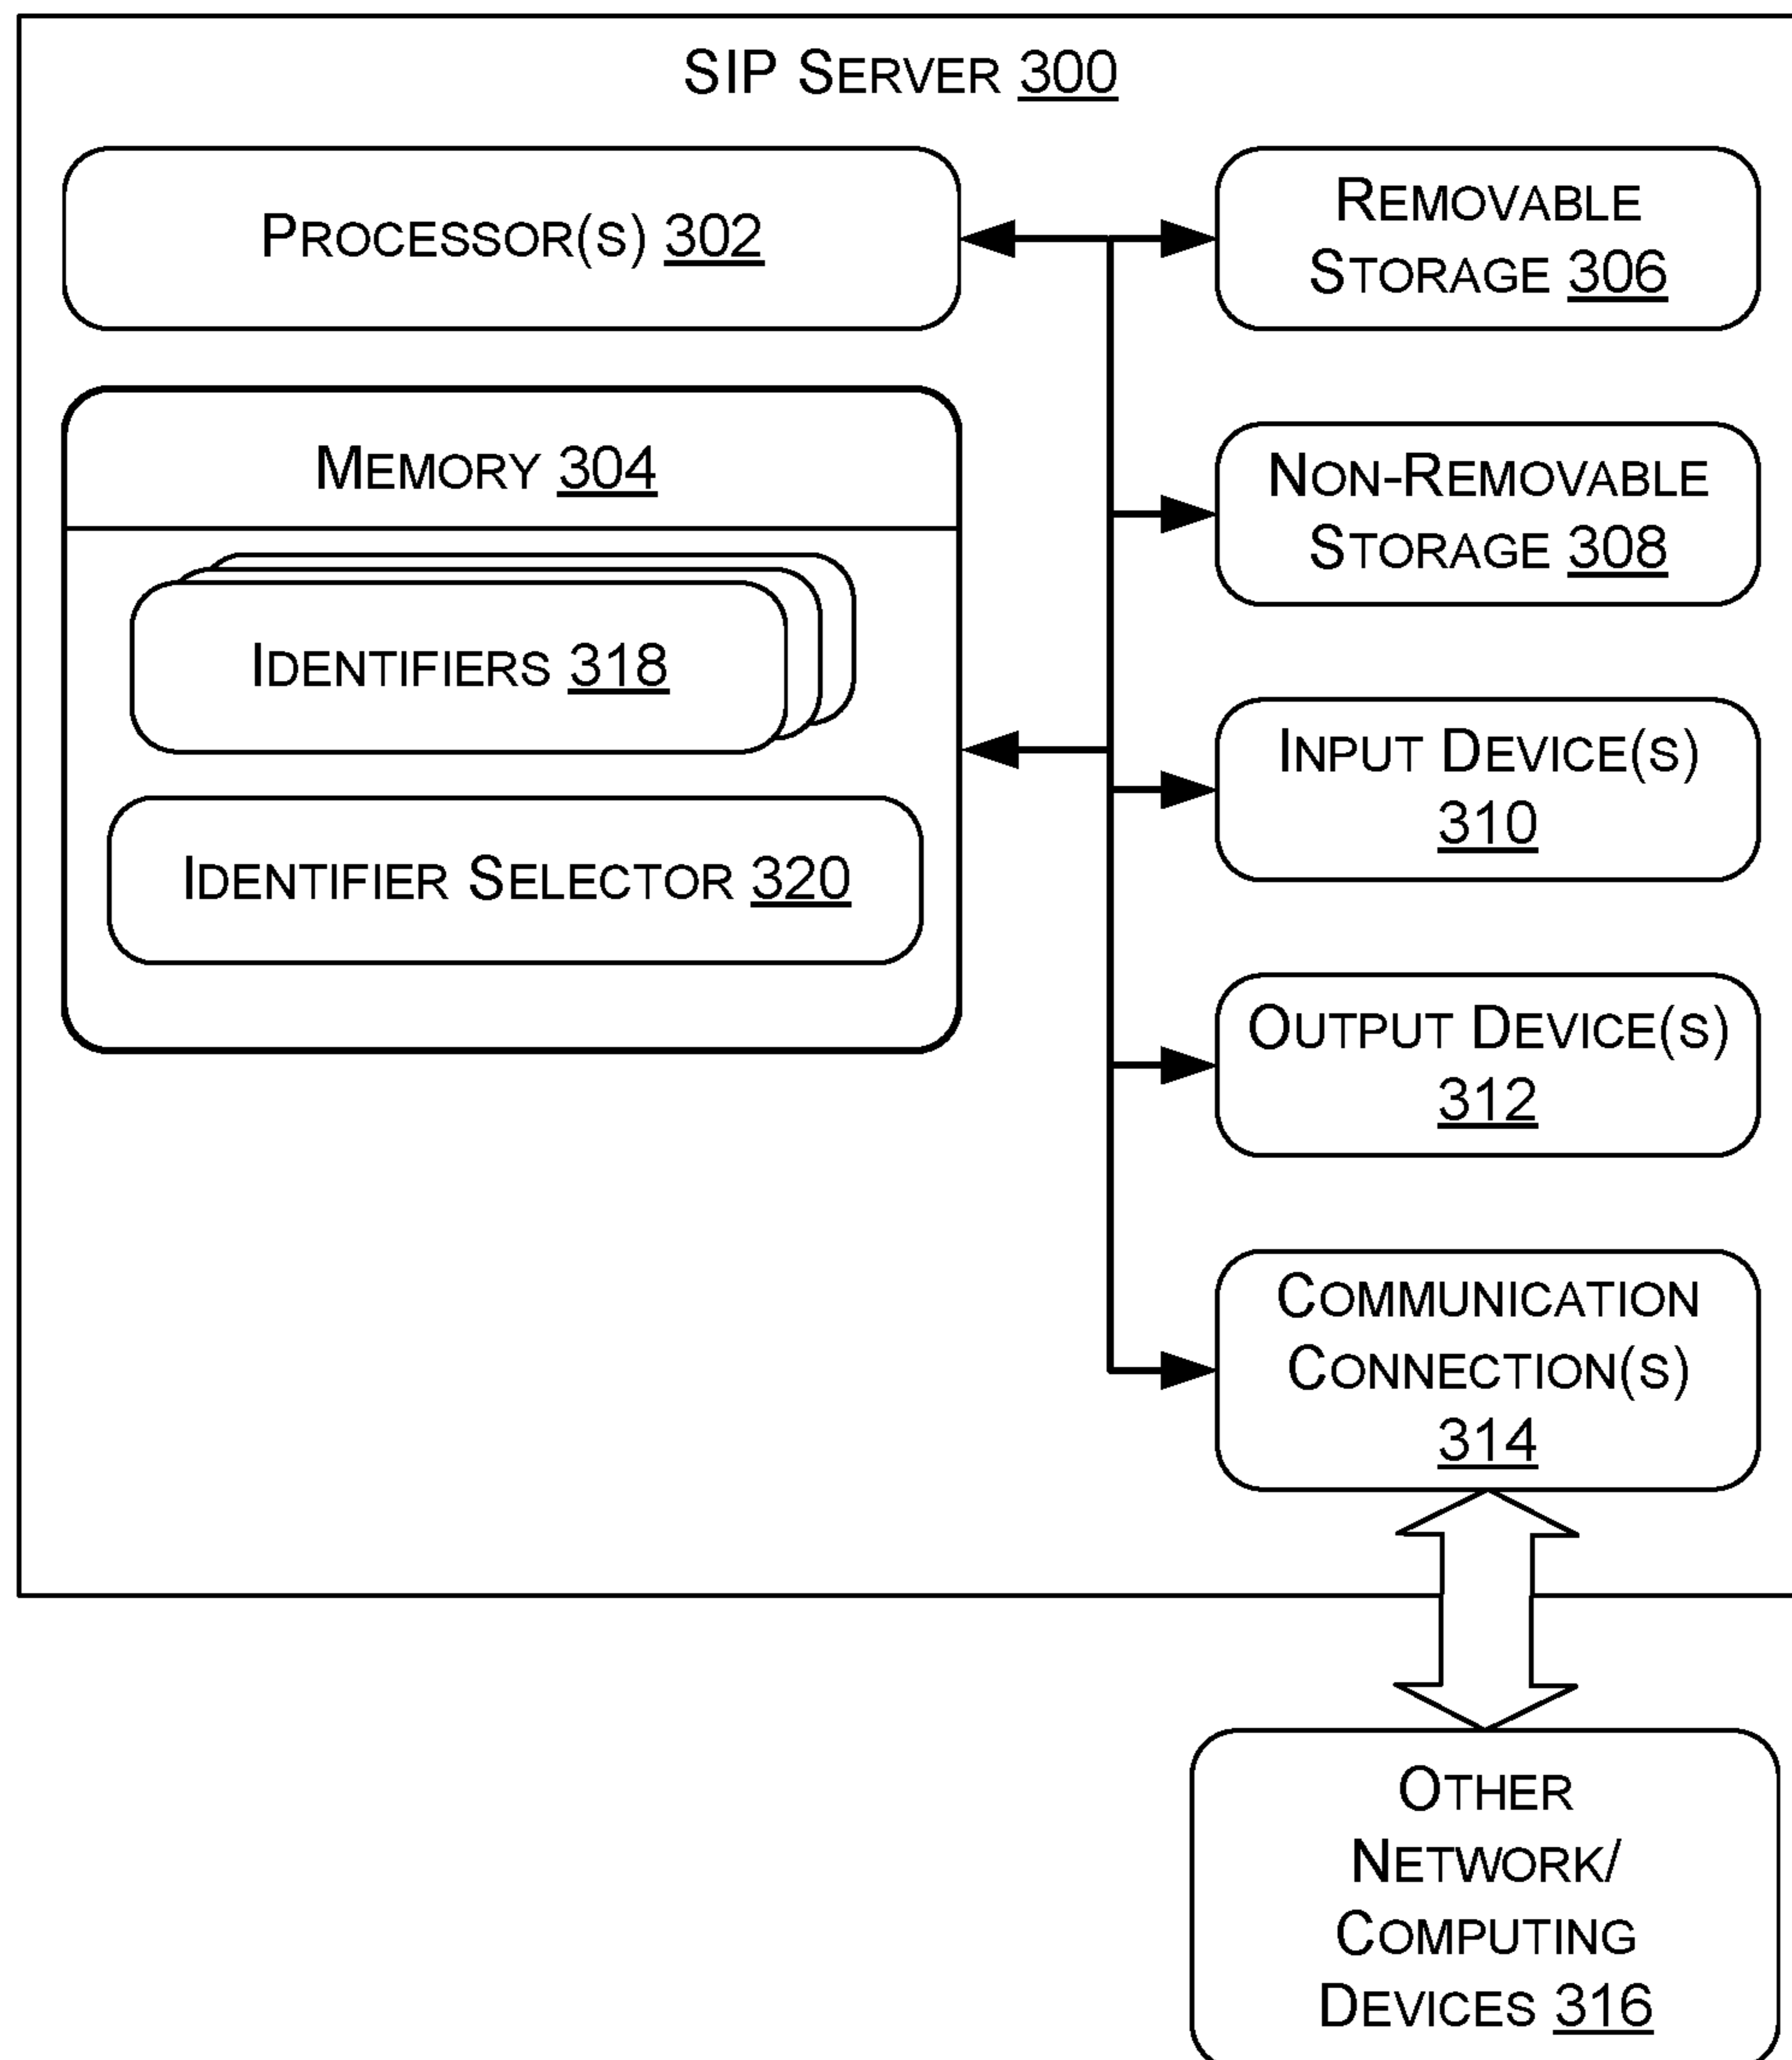 SIP SERVER 300
PROCESSOR(S) 302
MEMORY 304
IDENTIFIERS 318
IDENTIFIER SELECTOR 320
REMOVABLE
STORAGE 306
NON-REMOVABLE
STORAGE 308
INPUT DEVICE(S)
310
OUTPUT DEVICE(S)
312
COMMUNICATION
CONNECTION(S)
314
OTHER
NETWORK/
COMPUTING
DEVICES 316